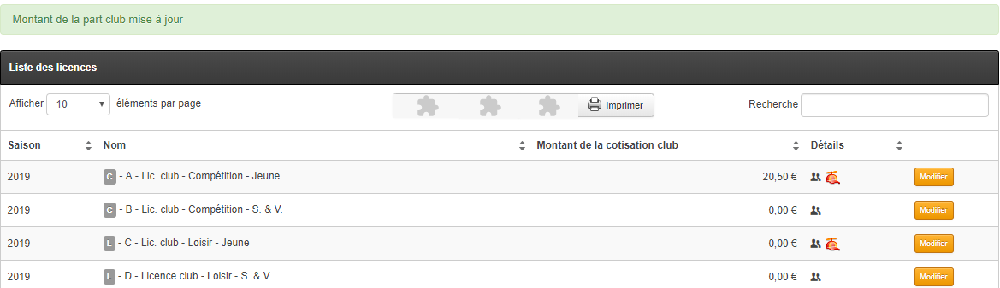 Montant de la part club mise à jour
Liste des licences
Afficher 10 éléments par page Imprimer Recherche
Saison Nom Montant de la cotisation club Détails
2019 C - A - Lic. club - Compétition - Jeune 20,50 € Modifier
2019 C - B - Lic. club - Compétition - S. & V. 0,00 € Modifier
2019 L - C - Lic. club - Loisir - Jeune 0,00 € Modifier
2019 L - D - Licence club - Loisir - S. & V. 0,00 € Modifier